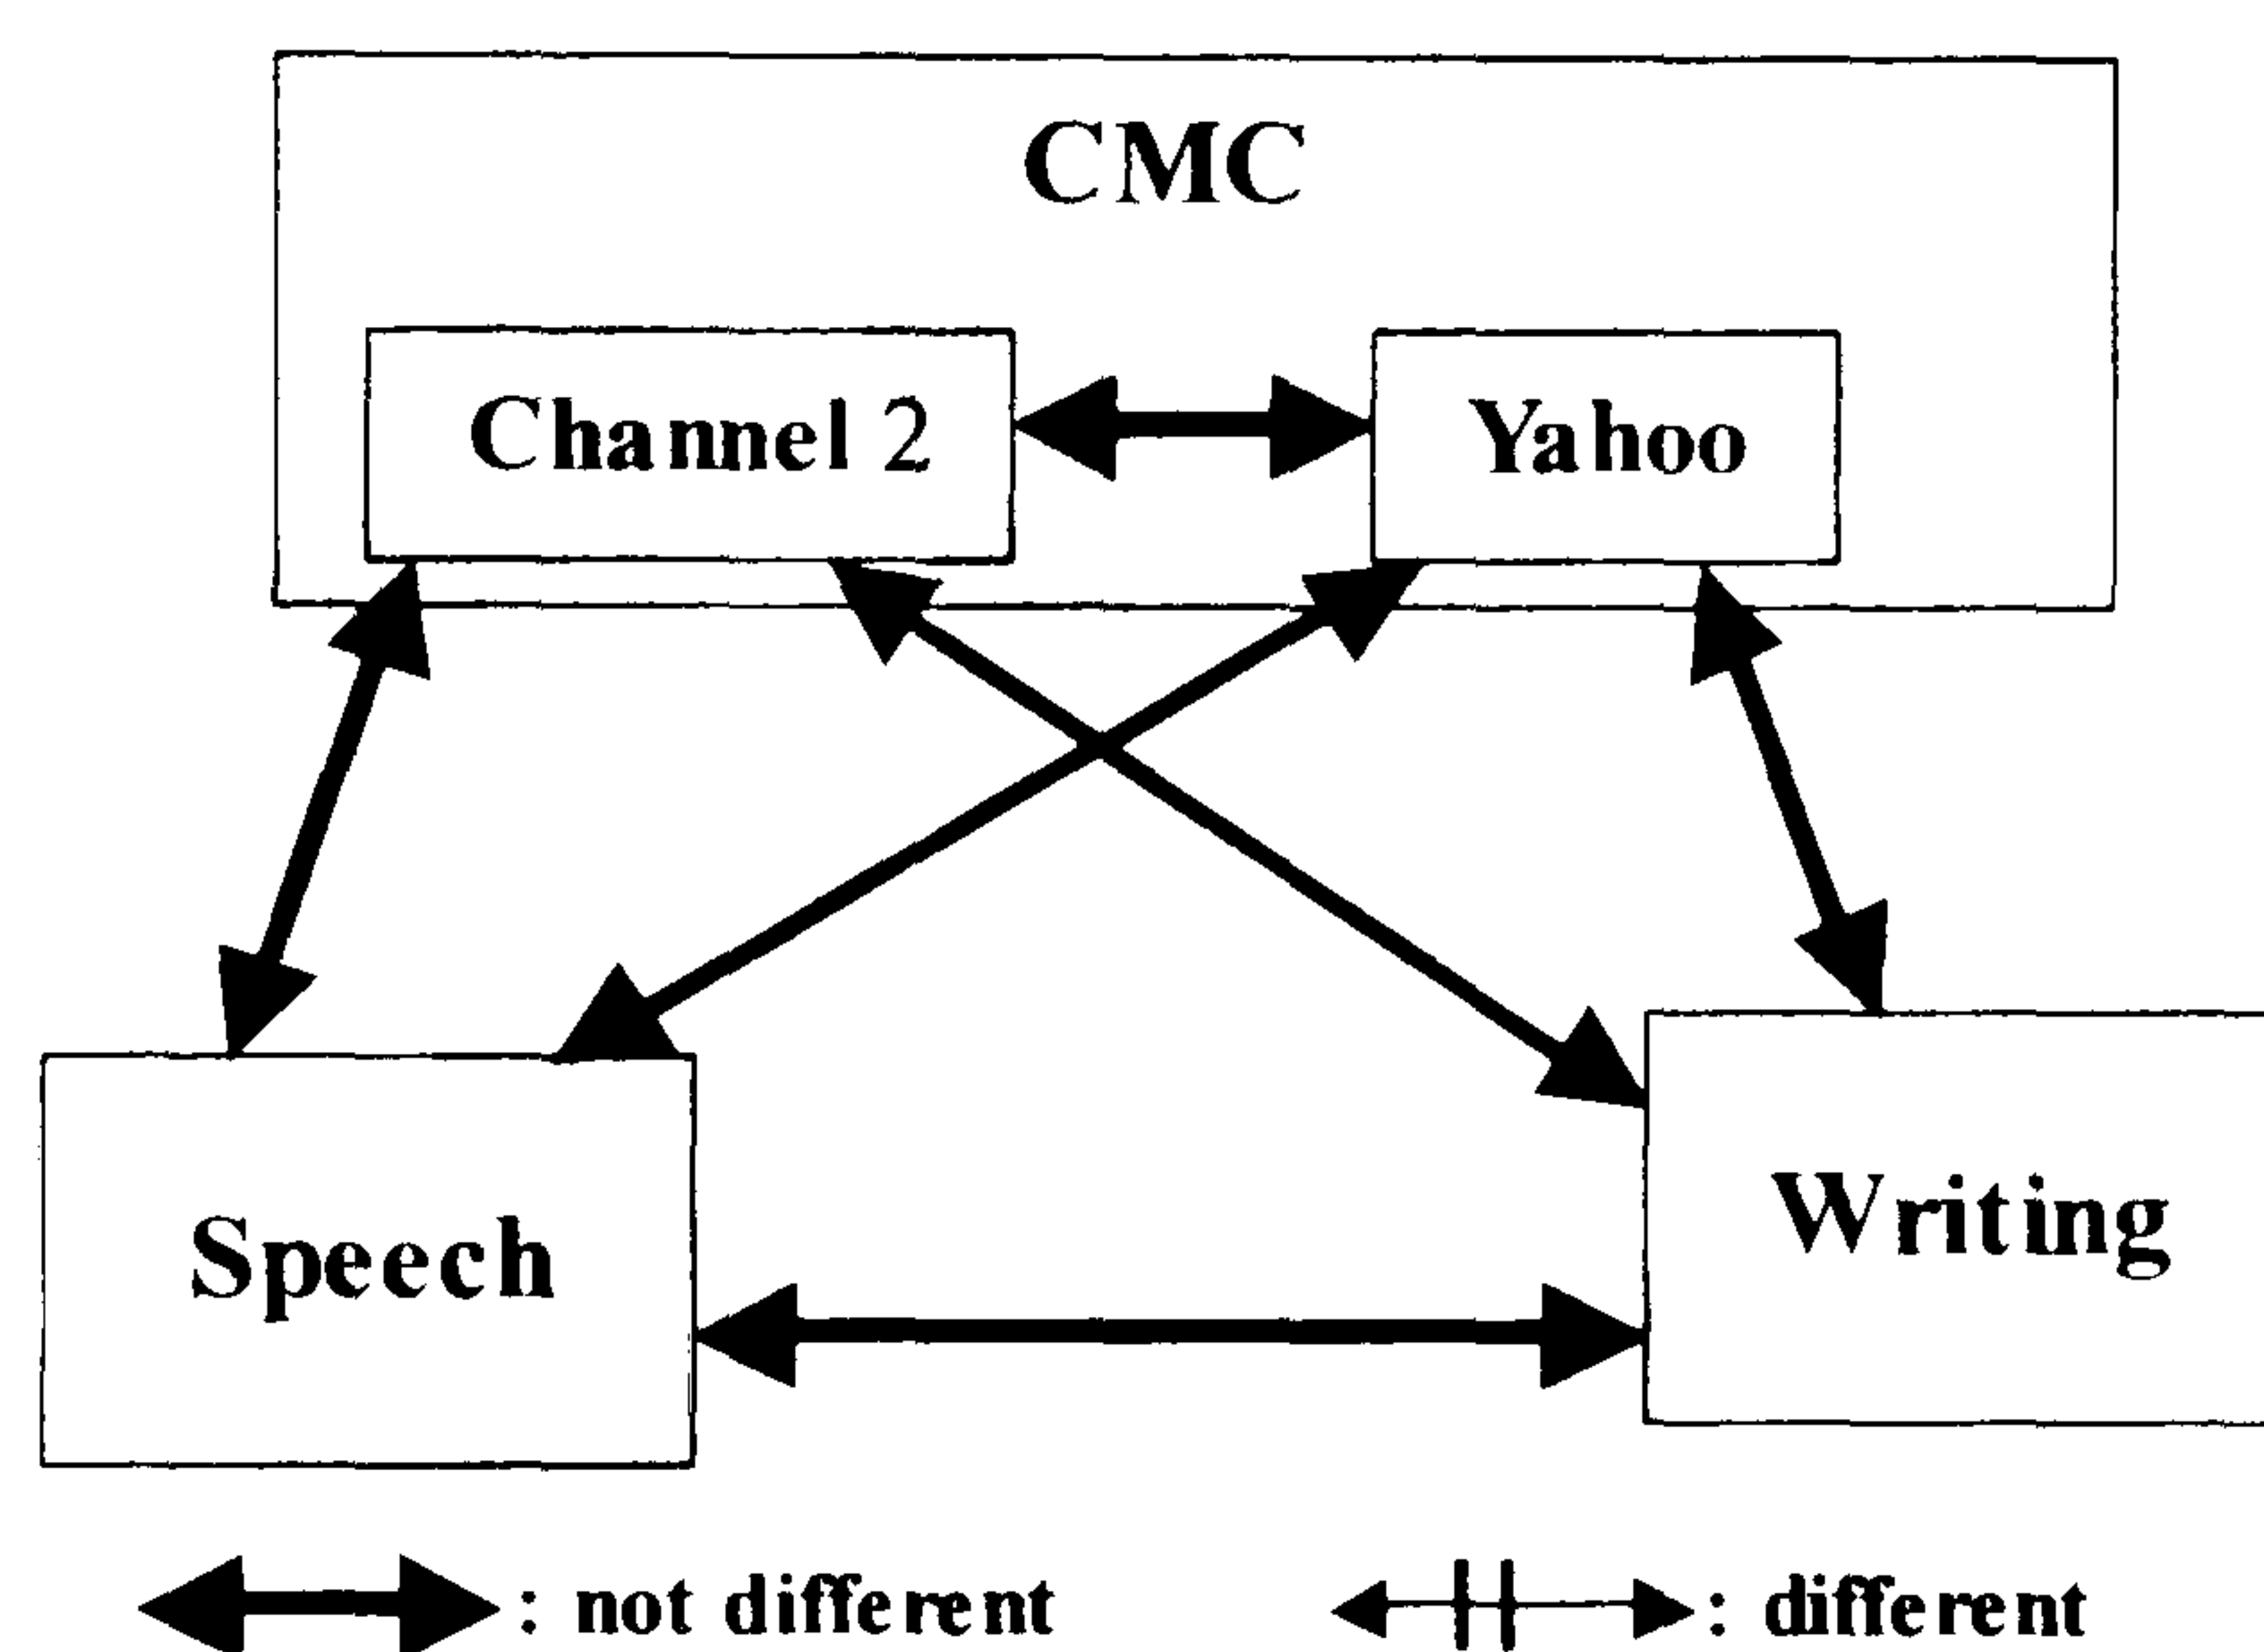 CMC
Channel 2
Yahoo
Speech
Writing
: not different
: different